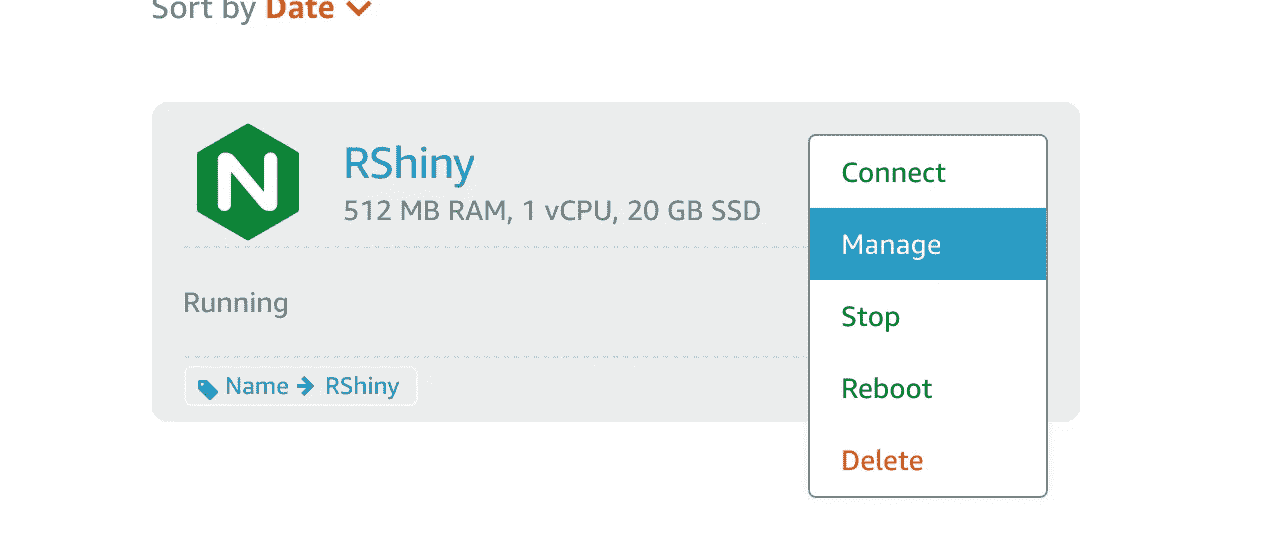 Sort by Date
N
RShiny
512 MB RAM, 1 vCPU, 20 GB SSD
Running
Name → RShiny
Connect
Manage
Stop
Reboot
Delete